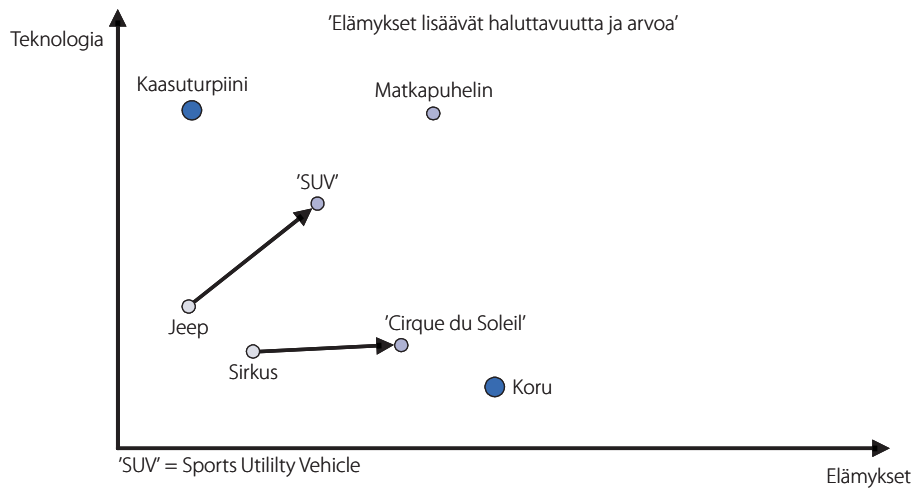 'Elämykset lisäävät haluttavuutta ja arvoa'
Teknologia
Kaasuturpiini
Matkapuhelin
'SUV'
Jeep
'Cirque du Soleil'
Sirkus
Koru
'SUV' = Sports Utililty Vehicle
Elämykset